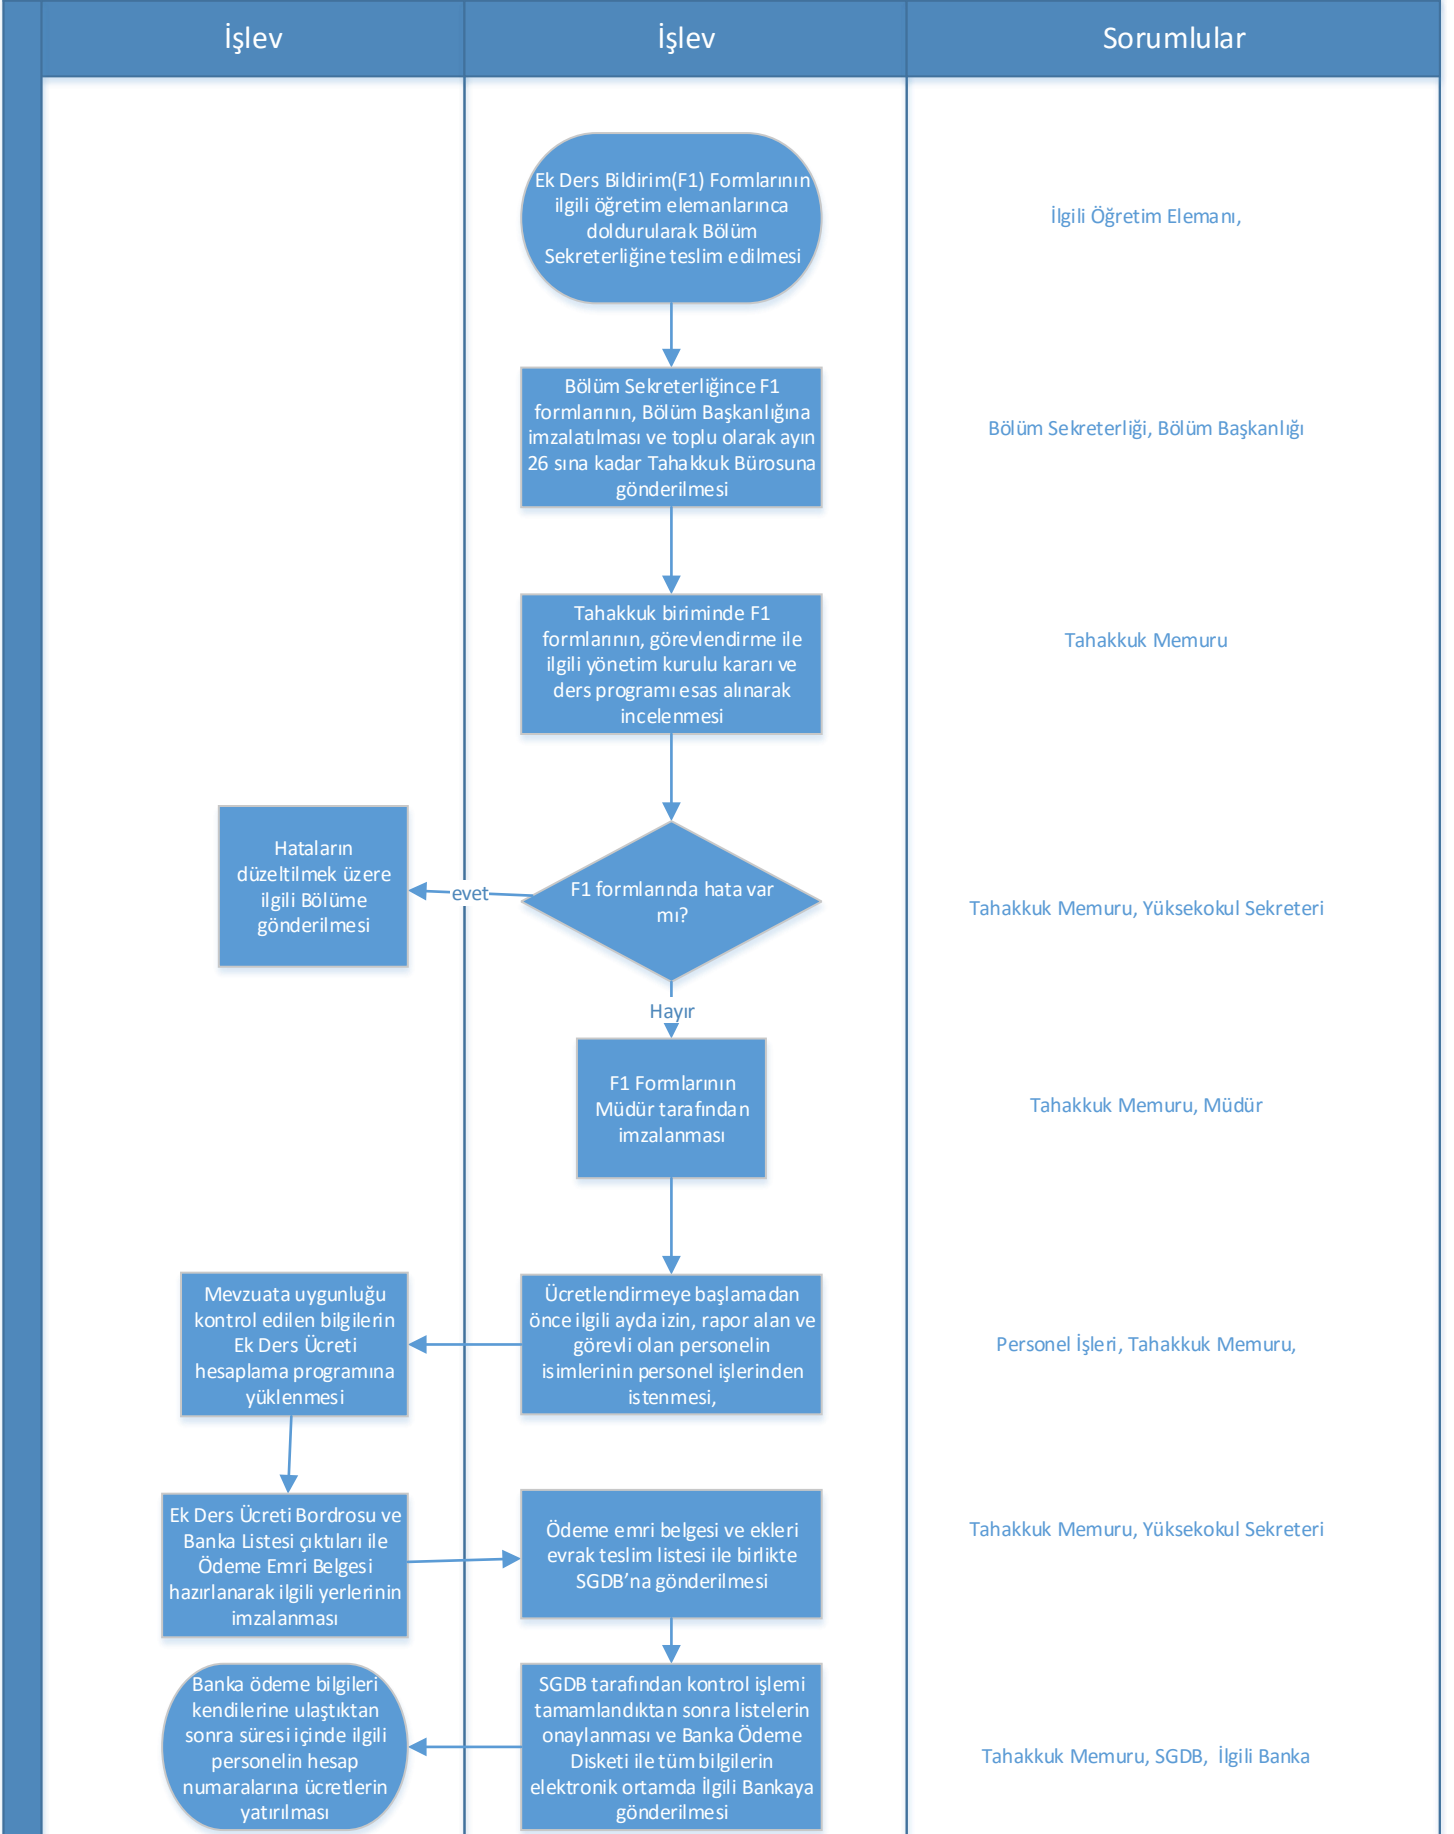 İşlev
İşlev
Sorumlular
Ek Ders Bildirim(F1) Formlarının
ilgili öğretim elemanlarınca
doldurularak Bölüm
Sekreterliğine teslim edilmesi
İlgili Öğretim Elemanı,
Bölüm Sekreterliğince F1
formlarının, Bölüm Başkanlığına
imzalatılması ve toplu olarak ayın
26 sına kadar Tahakkuk Bürosuna
gönderilmesi
Bölüm Sekreterliği, Bölüm Başkanlığı
Tahakkuk biriminde F1
formlarının, görevlendirme ile
ilgili yönetim kurulu kararı ve
ders programı esas alınarak
incelenmesi
Tahakkuk Memuru
Hataların
düzeltilmek üzere
ilgili Bölüme
gönderilmesi
evet
F1 formlarında hata var
mı?
Tahakkuk Memuru, Yüksekokul Sekreteri
Hayır
F1 Formlarının
Müdür tarafından
imzalanması
Tahakkuk Memuru, Müdür
Mevzuata uygunluğu
kontrol edilen bilgilerin
Ek Ders Ücreti
hesaplama programına
yüklenmesi
Ücretlendirmeye başlamadan
önce ilgili ayda izin, rapor alan ve
görevli olan personelin
isimlerinin personel işlerinden
istenmesi,
Personel İşleri, Tahakkuk Memuru,
Ek Ders Ücreti Bordrosu ve
Banka Listesi çıktıları ile
Ödeme Emri Belgesi
hazırlanarak ilgili yerlerinin
imzalanması
Ödeme emri belgesi ve ekleri
evrak teslim listesi ile birlikte
SGDB’na gönderilmesi
Tahakkuk Memuru, Yüksekokul Sekreteri
Banka ödeme bilgileri
kendilerine ulaştıktan
sonra süresi içinde ilgili
personelin hesap
numaralarına ücretlerin
yatırılması
SGDB tarafından kontrol işlemi
tamamlandıktan sonra listelerin
onaylanması ve Banka Ödeme
Disketi ile tüm bilgilerin
elektronik ortamda İlgili Bankaya
gönderilmesi
Tahakkuk Memuru, SGDB, İlgili Banka